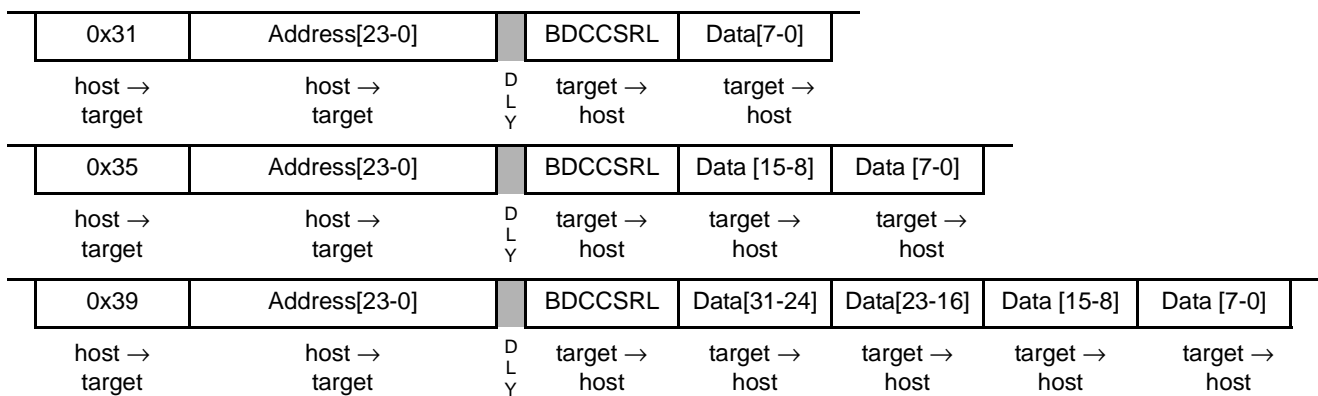 0x31 Address[23-0] BDCCSRL Data[7-0]
host → host → D target → target →
L
target target Y host host
0x35 Address[23-0] BDCCSRL Data [15-8] Data [7-0]
host → host → D target → target → target →
L
target target Y host host host
0x39 Address[23-0] BDCCSRL Data[31-24] Data[23-16] Data [15-8] Data [7-0]
host → host → D target → target → target → target → target →
L
target target Y host host host host host